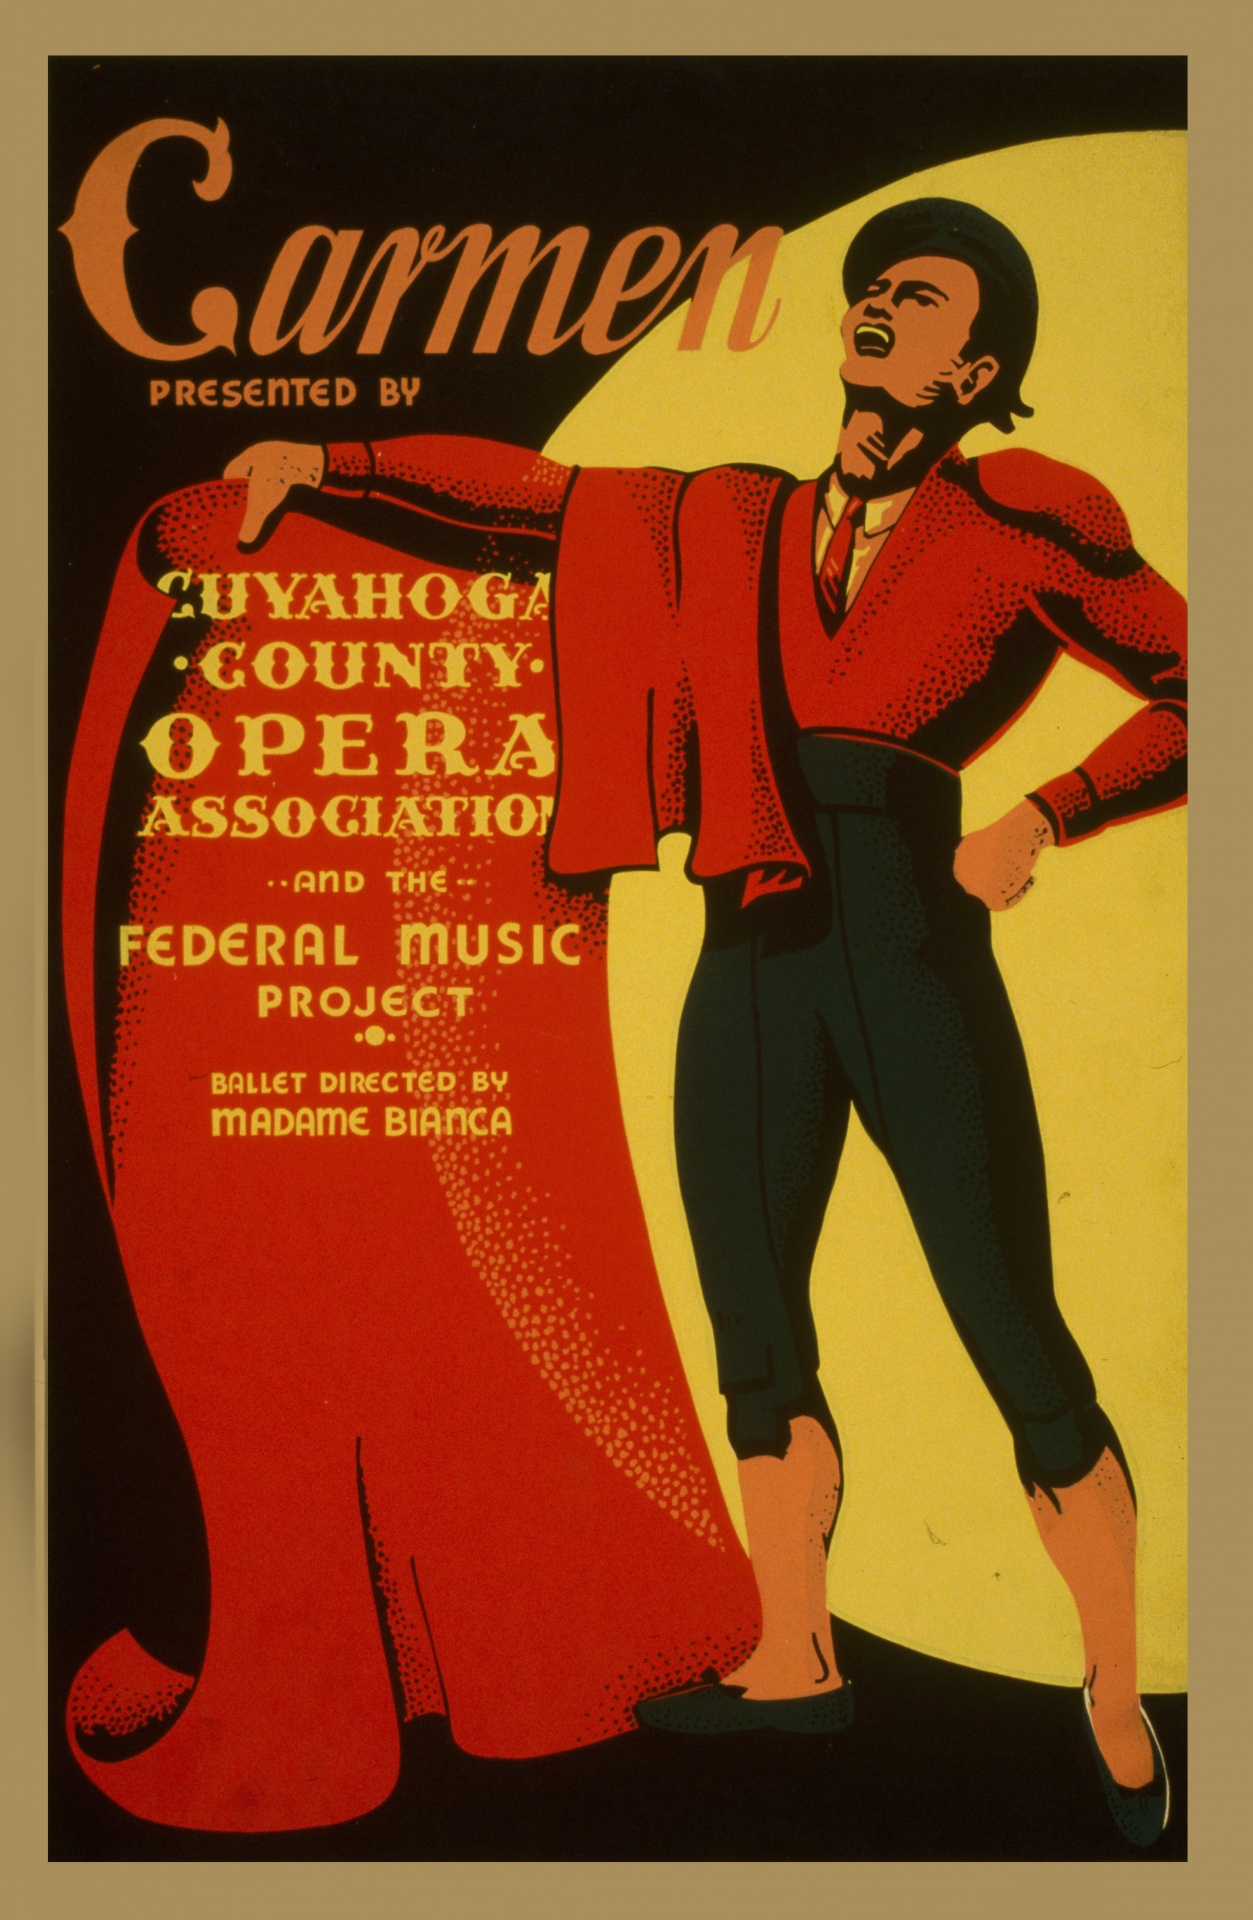 Carmen
PRESENTED BY
CUYAHOGA
·COUNTY·
OPERA
ASSOCIATION
··AND THE··
FEDERAL MUSIC
PROJECT
BALLET DIRECTED BY
MADAME BIANCA